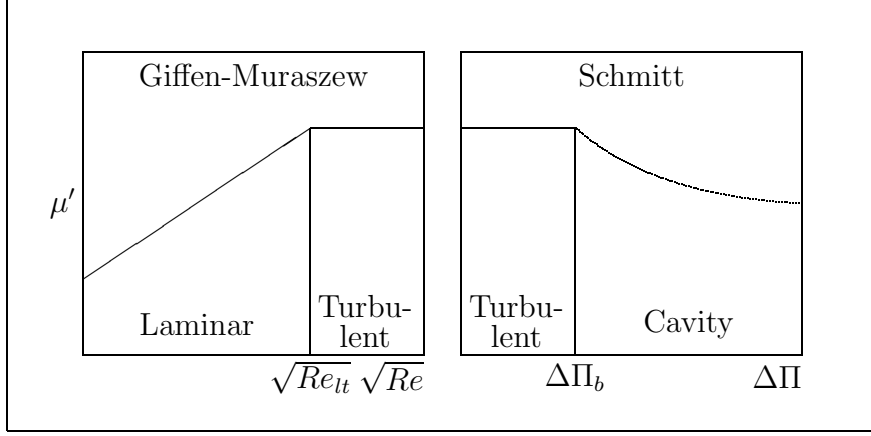 Giffen-Muraszew
Schmitt
μ′
Laminar
Turbu-
lent
Turbu-
lent
Cavity
√Re_lt √Re
ΔΠ_b
ΔΠ